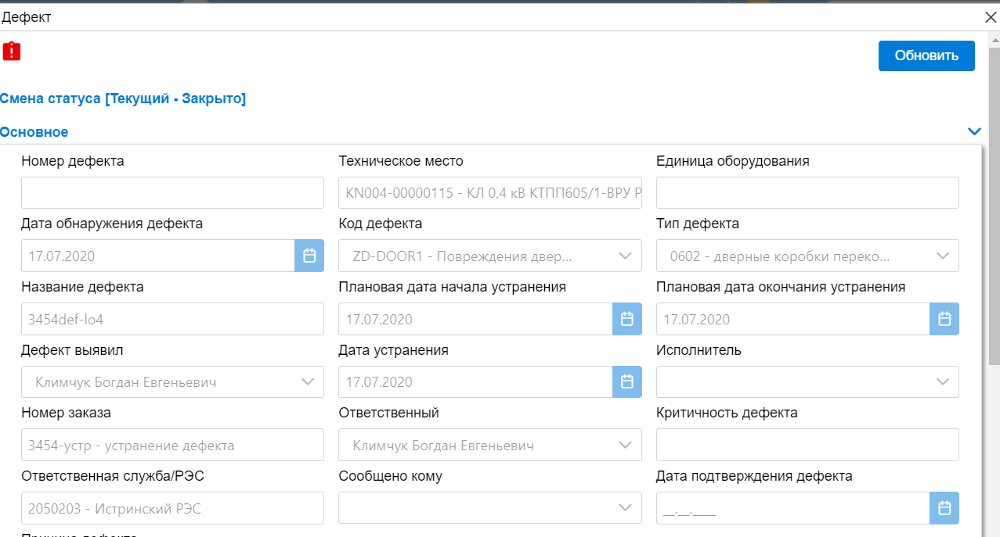 Дефект
Обновить
Смена статуса [Текущий - Закрыто]
Основное
Номер дефекта Техническое место Единица оборудования
KN004-00000115 - КЛ 0,4 кВ КТПП605/1-ВРУ Р
Дата обнаружения дефекта Код дефекта Тип дефекта
17.07.2020 ZD-DOOR1 - Повреждения двер... 0602 - дверные коробки переко...
Название дефекта Плановая дата начала устранения Плановая дата окончания устранения
3454def-lo4 17.07.2020 17.07.2020
Дефект выявил Дата устранения Исполнитель
Климчук Богдан Евгеньевич 17.07.2020
Номер заказа Ответственный Критичность дефекта
3454-устр - устранение дефекта Климчук Богдан Евгеньевич
Ответственная служба/РЭС Сообщено кому Дата подтверждения дефекта
2050203 - Истринский РЭС __.__.____
Причина дефекта